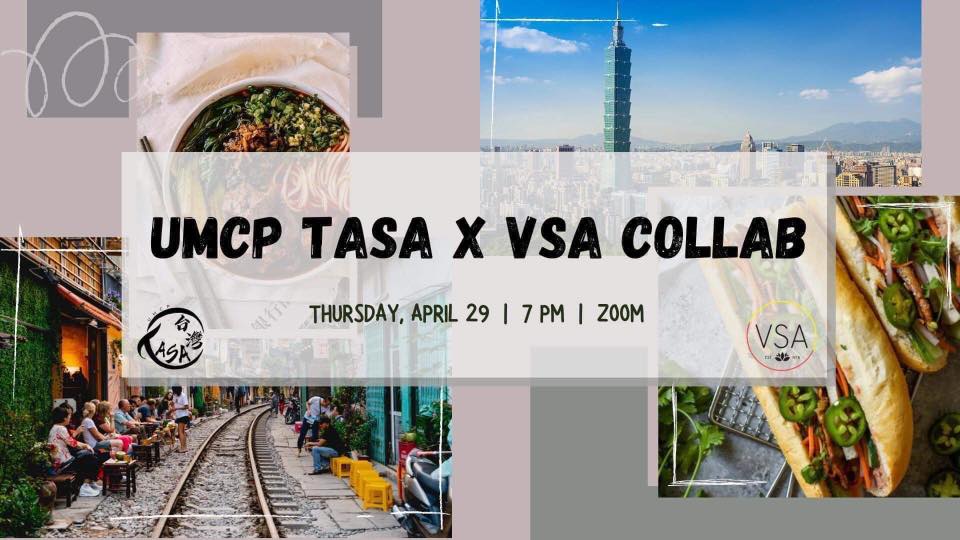 UMCP TASA X VSA COLLAB
THURSDAY, APRIL 29 | 7 PM | ZOOM
台灣
TASA
VSA